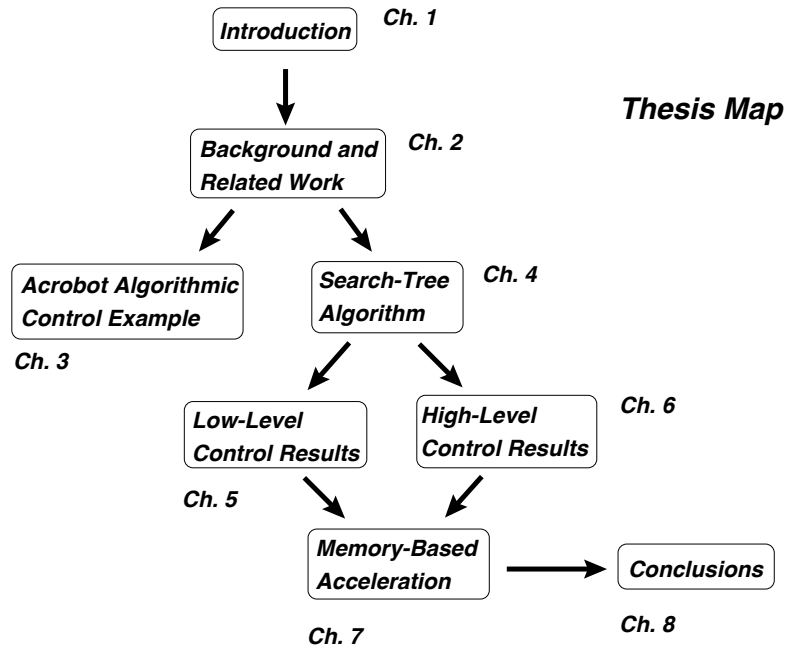 Introduction
Ch. 1
Thesis Map
Background and
Related Work
Ch. 2
Acrobot Algorithmic
Control Example
Ch. 3
Search-Tree
Algorithm
Ch. 4
Low-Level
Control Results
Ch. 5
High-Level
Control Results
Ch. 6
Memory-Based
Acceleration
Ch. 7
Conclusions
Ch. 8